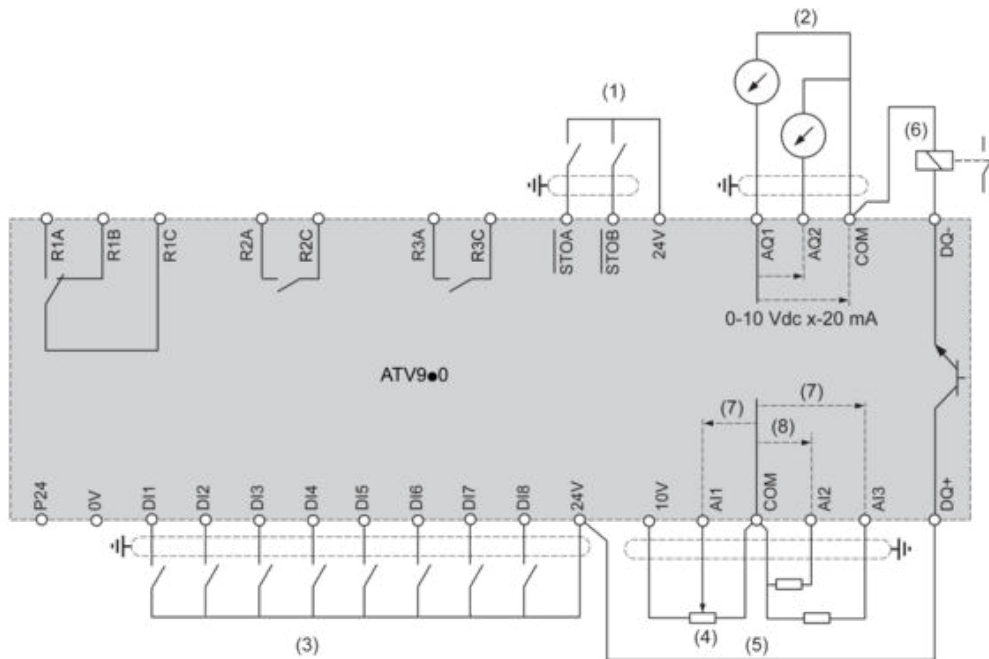 (2)
(1)
(6)
R1A
R1B
R1C
R2A
R2C
R3A
R3C
STOA
STOB
24V
AQ1
AQ2
COM
DQ-
0-10 Vdc x-20 mA
ATV9●0
(7)
(7)
(8)
P24
0V
DI1
DI2
DI3
DI4
DI5
DI6
DI7
DI8
24V
10V
AI1
COM
AI2
AI3
DQ+
(3)
(4)
(5)